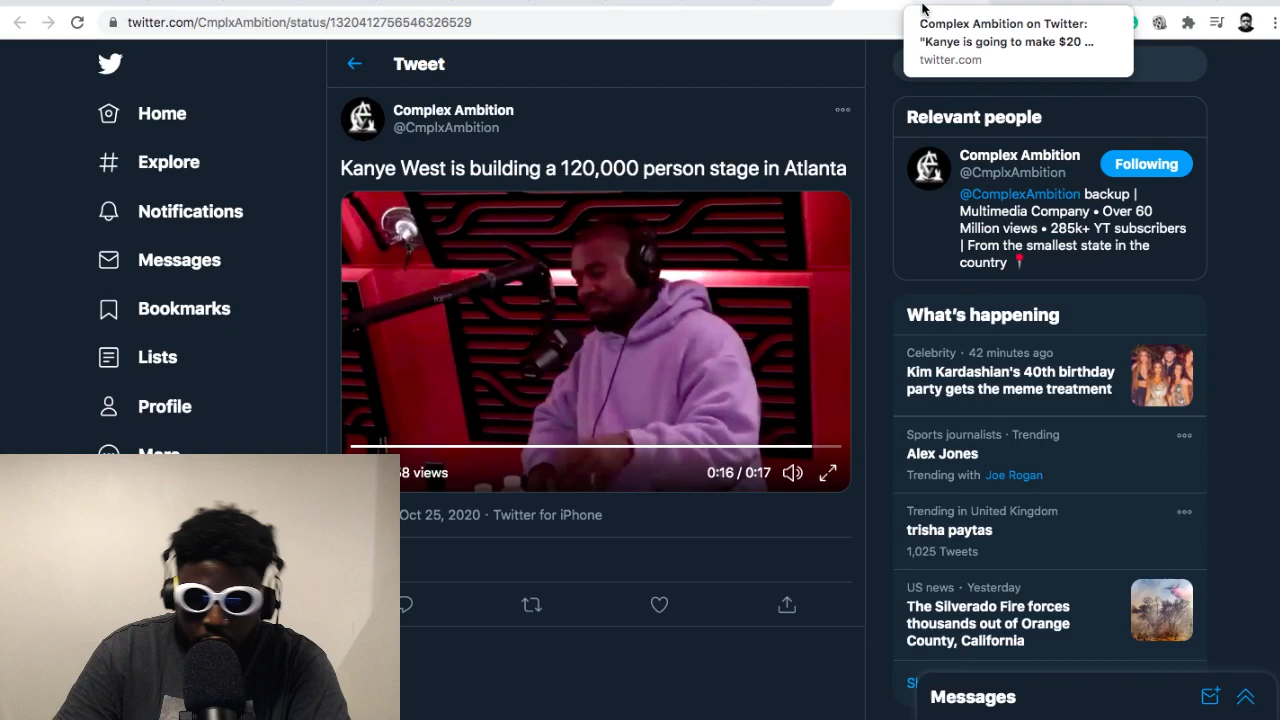 twitter.com/CmplxAmbition/status/1320412756546326529
Complex Ambition on Twitter:
"Kanye is going to make $20 ...
twitter.com
Home
Explore
Notifications
Messages
Bookmarks
Lists
Profile
More
Tweet
Complex Ambition
@CmplxAmbition
Kanye West is building a 120,000 person stage in Atlanta
views
0:16 / 0:17
Oct 25, 2020 · Twitter for iPhone
Relevant people
Complex Ambition
@CmplxAmbition
Following
@ComplexAmbition backup |
Multimedia Company • Over 60
Million views • 285k+ YT subscribers
| From the smallest state in the
country 📍
What's happening
Celebrity · 42 minutes ago
Kim Kardashian's 40th birthday
party gets the meme treatment
Sports journalists · Trending
Alex Jones
Trending with Joe Rogan
Trending in United Kingdom
trisha paytas
1,025 Tweets
US news · Yesterday
The Silverado Fire forces
thousands out of Orange
County, California
Messages